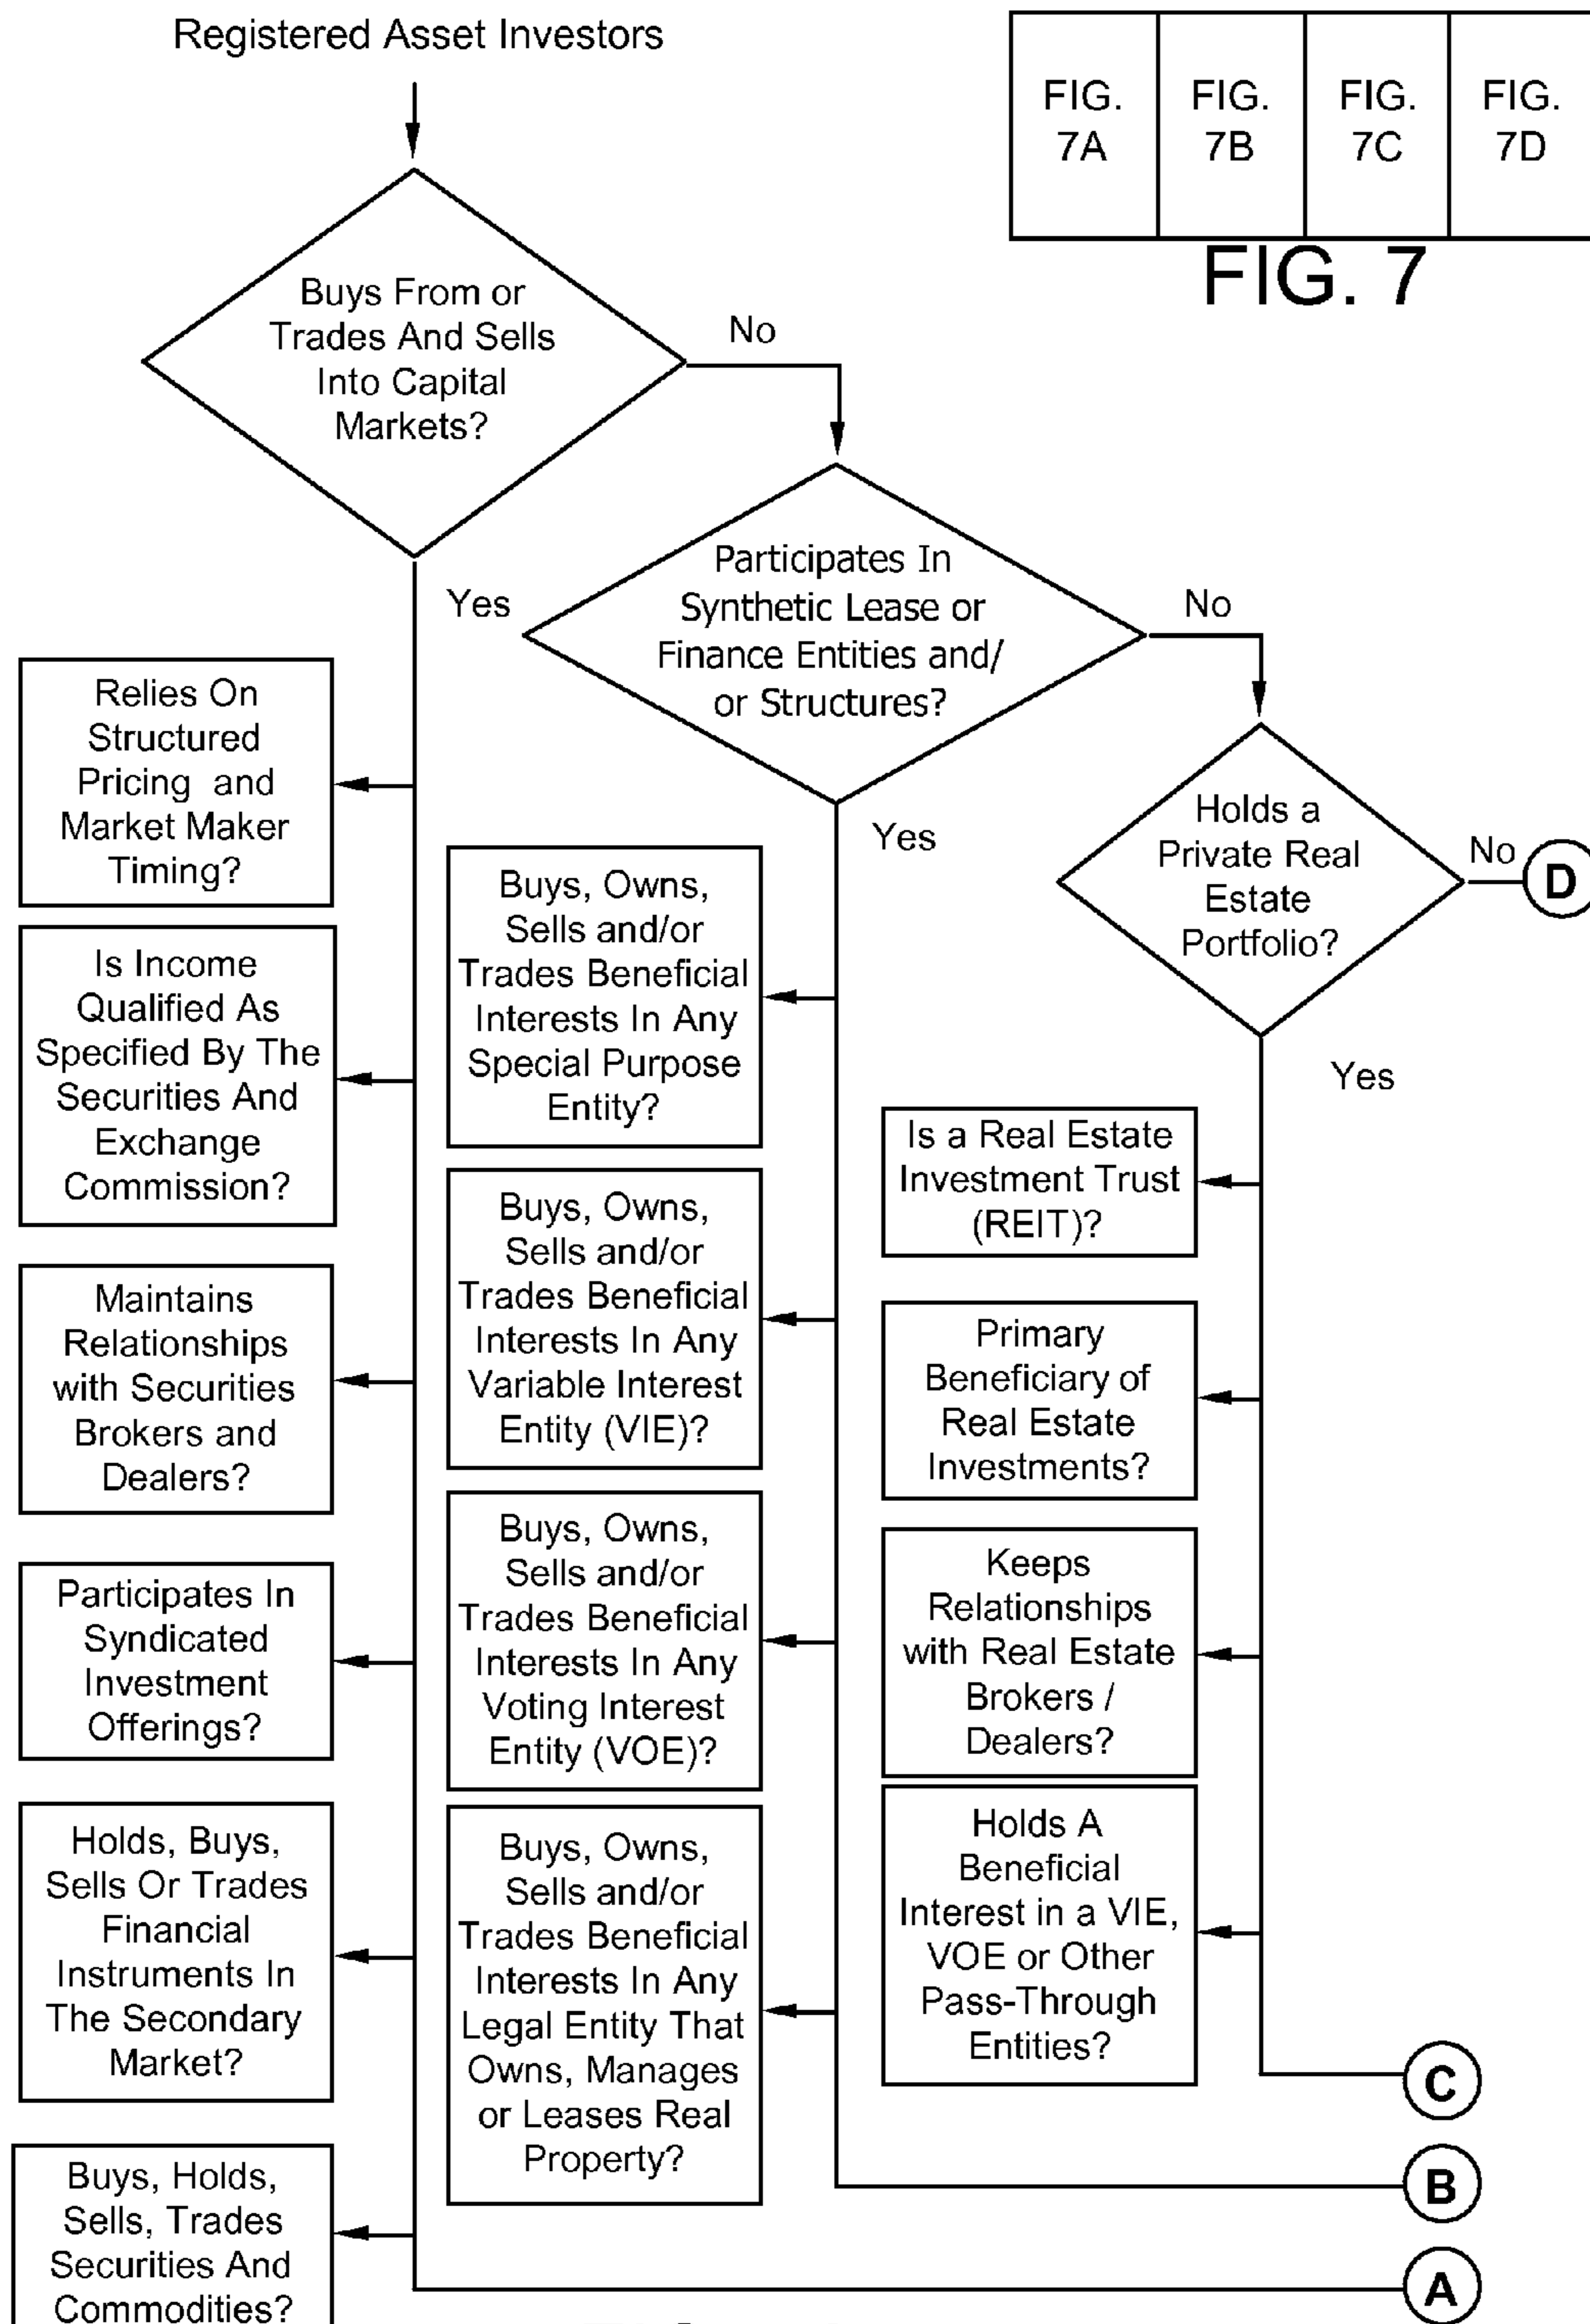 Registered Asset Investors
FIG.
7A
FIG.
7B
FIG.
7C
FIG.
7D
FIG. 7
Buys From or
Trades And Sells
Into Capital
Markets?
No
Yes
Participates In
Synthetic Lease or
Finance Entities and/
or Structures?
No
Yes
Holds a
Private Real
Estate
Portfolio?
No
D
Yes
Relies On
Structured
Pricing and
Market Maker
Timing?
Is Income
Qualified As
Specified By The
Securities And
Exchange
Commission?
Maintains
Relationships
with Securities
Brokers and
Dealers?
Participates In
Syndicated
Investment
Offerings?
Holds, Buys,
Sells Or Trades
Financial
Instruments In
The Secondary
Market?
Buys, Holds,
Sells, Trades
Securities And
Commodities?
Buys, Owns,
Sells and/or
Trades Beneficial
Interests In Any
Special Purpose
Entity?
Buys, Owns,
Sells and/or
Trades Beneficial
Interests In Any
Variable Interest
Entity (VIE)?
Buys, Owns,
Sells and/or
Trades Beneficial
Interests In Any
Voting Interest
Entity (VOE)?
Buys, Owns,
Sells and/or
Trades Beneficial
Interests In Any
Legal Entity That
Owns, Manages
or Leases Real
Property?
Is a Real Estate
Investment Trust
(REIT)?
Primary
Beneficiary of
Real Estate
Investments?
Keeps
Relationships
with Real Estate
Brokers /
Dealers?
Holds A
Beneficial
Interest in a VIE,
VOE or Other
Pass-Through
Entities?
C
B
A